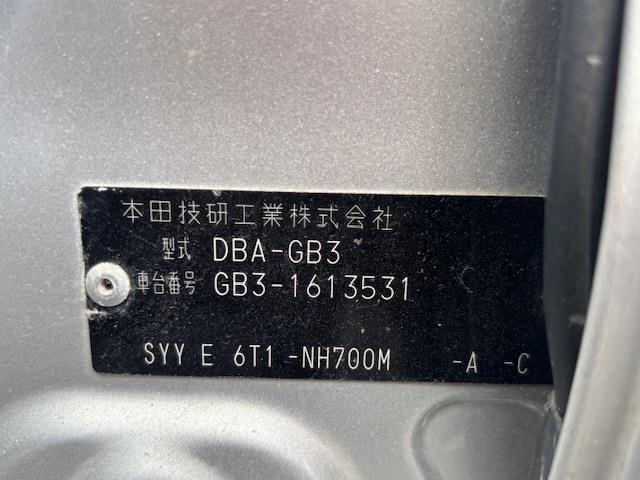 本田技研工業株式会社
型式 DBA-GB3
車台番号 GB3-1613531
SYY E 6T1 -NH700M -A -C